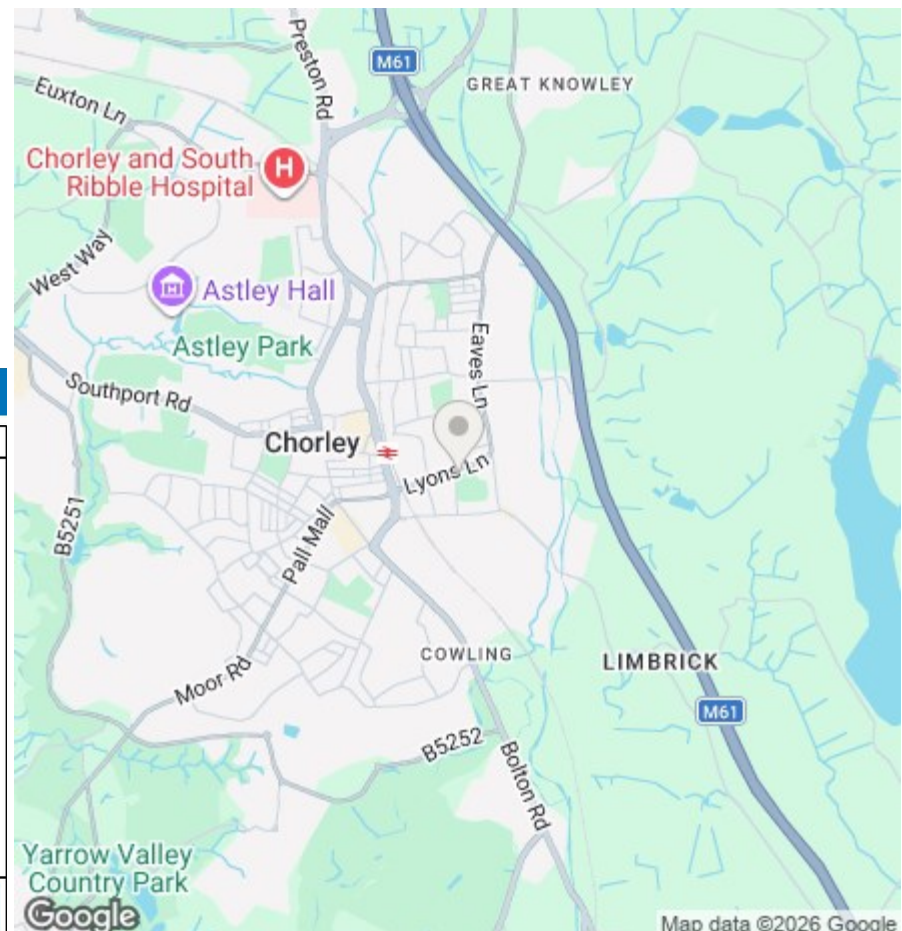 Preston Rd
M61
GREAT KNOWLEY
Euxton Ln
Chorley and South
Ribble Hospital
H
West Way
Astley Hall
Astley Park
Eaves Ln
Southport Rd
Chorley
Lyons Ln
B5251
Pall Mall
COWLING
LIMBRICK
Moor Rd
M61
B5252
Bolton Rd
Yarrow Valley
Country Park
Google
Map data ©2026 Google